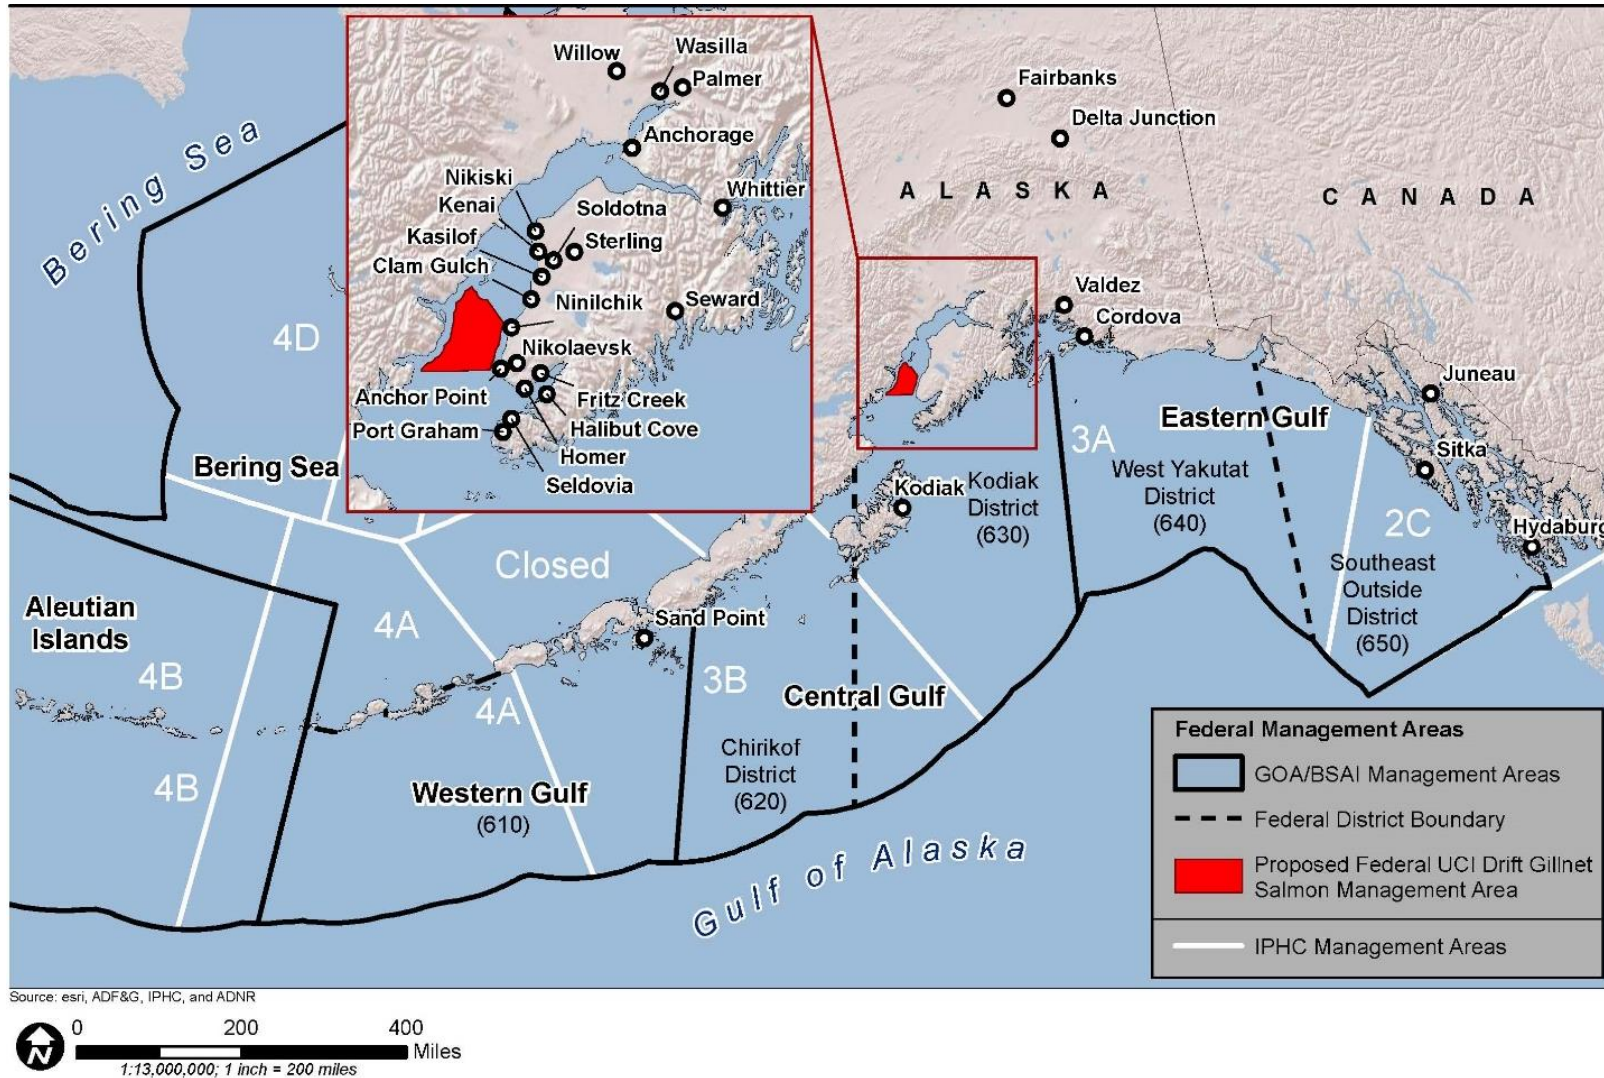 Willow
Wasilla
Palmer
Anchorage
Nikiski
Kenai
Soldotna
Whittier
Kasilof
Sterling
Clam Gulch
Ninilchik
Seward
Nikolaevsk
Anchor Point
Fritz Creek
Port Graham
Halibut Cove
Homer
Seldovia
Fairbanks
Delta Junction
ALASKA
CANADA
Valdez
Cordova
Juneau
Sitka
Hydaburg
Kodiak
Sand Point
Bering Sea
4D
Bering Sea
Closed
Aleutian
Islands
4A
4B
4A
4B
3B
3A
2C
Eastern Gulf
West Yakutat
District
(640)
Kodiak
District
(630)
Southeast
Outside
District
(650)
Central Gulf
Chirikof
District
(620)
Western Gulf
(610)
Gulf of Alaska
Federal Management Areas
GOA/BSAI Management Areas
Federal District Boundary
Proposed Federal UCI Drift Gillnet
Salmon Management Area
IPHC Management Areas
Source: esri, ADF&G, IPHC, and ADNR
N
0 200 400
Miles
1:13,000,000; 1 inch = 200 miles